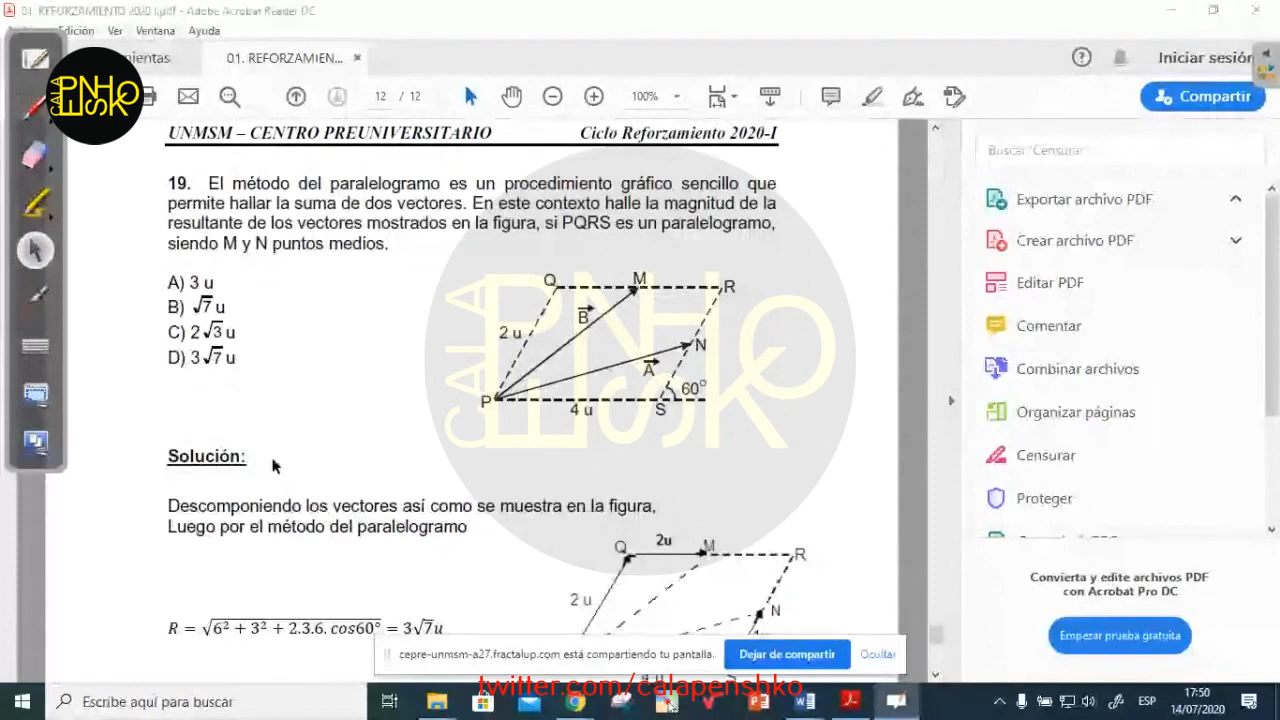 01. REFORZAMIENTO 2020 I.pdf - Adobe Acrobat Reader DC
Edición Ver Ventana Ayuda
01. REFORZAMIEN...
Iniciar sesión
12 / 12
100%
Compartir
CALA
PENSHKO
UNMSM – CENTRO PREUNIVERSITARIO Ciclo Reforzamiento 2020-I
19. El método del paralelogramo es un procedimiento gráfico sencillo que
permite hallar la suma de dos vectores. En este contexto halle la magnitud de la
resultante de los vectores mostrados en la figura, si PQRS es un paralelogramo,
siendo M y N puntos medios.
A) 3 u
B) √7 u
C) 2√3 u
D) 3√7 u
Q M R
B
2 u
N
A
60°
P 4 u S
Solución:
Descomponiendo los vectores así como se muestra en la figura,
Luego por el método del paralelogramo
Q 2u M R
2 u
N
R = √6² + 3² + 2.3.6. cos60° = 3√7u
Buscar 'Censurar'
Exportar archivo PDF
Crear archivo PDF
Editar PDF
Comentar
Combinar archivos
Organizar páginas
Censurar
Proteger
Convierta y edite archivos PDF
con Acrobat Pro DC
Empezar prueba gratuita
cepre-unmsm-a27.fractalup.com está compartiendo tu pantalla.
Dejar de compartir
Ocultar
twitter.com/calapenshko
Escribe aquí para buscar
ESP
17:50
14/07/2020